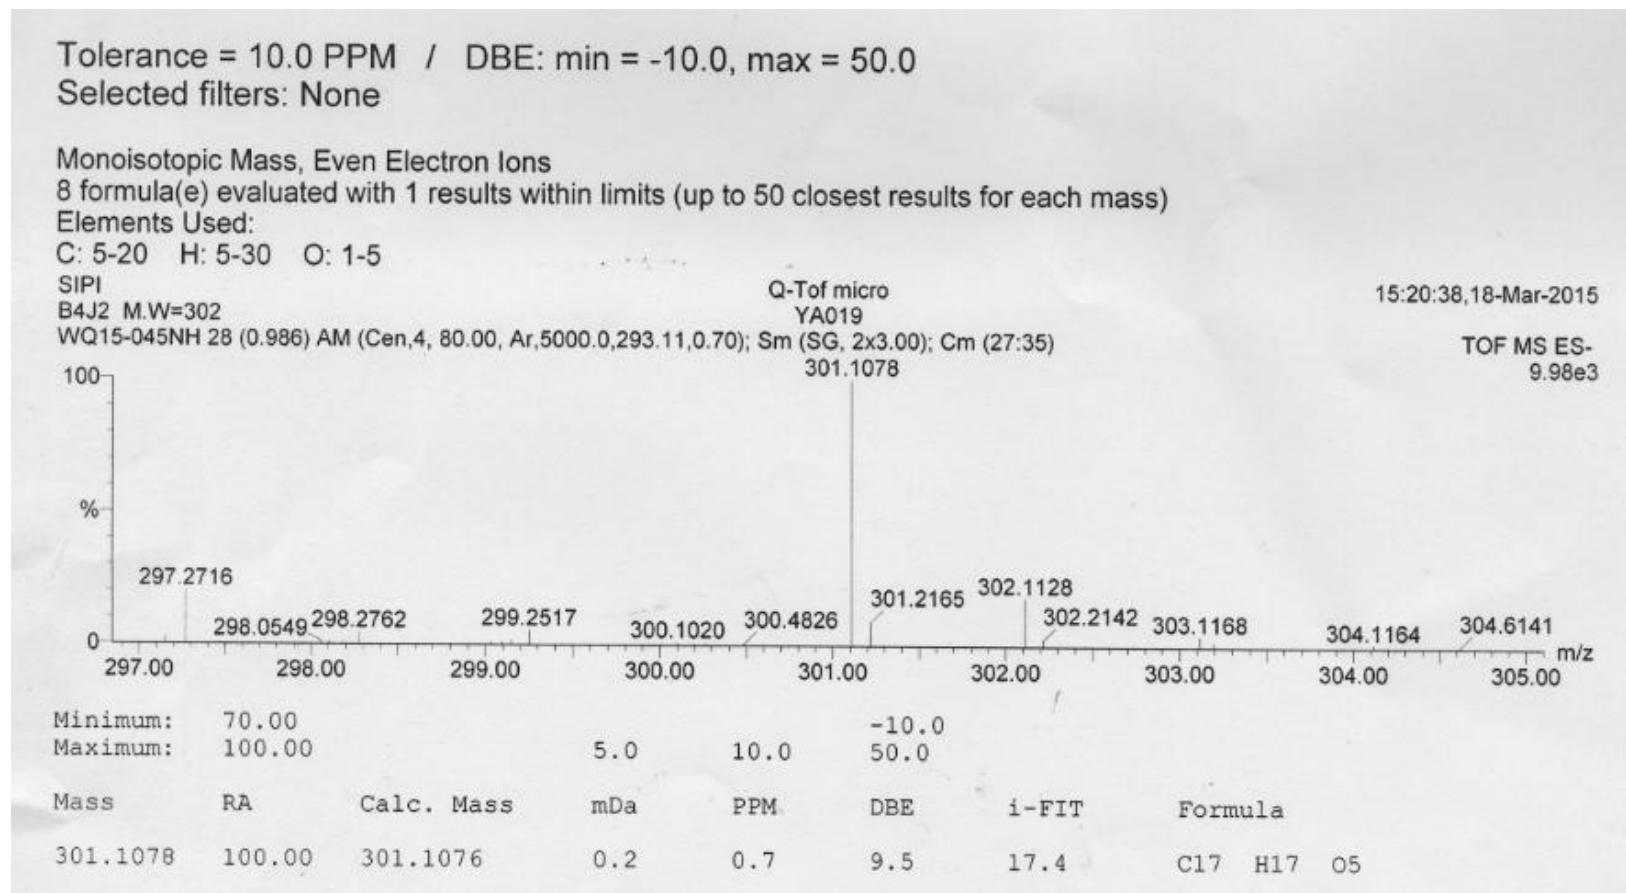 Tolerance = 10.0 PPM / DBE: min = -10.0, max = 50.0
Selected filters: None
Monoisotopic Mass, Even Electron Ions
8 formula(e) evaluated with 1 results within limits (up to 50 closest results for each mass)
Elements Used:
C: 5-20 H: 5-30 O: 1-5
SIPI Q-Tof micro 15:20:38,18-Mar-2015
B4J2 M.W=302 YA019
WQ15-045NH 28 (0.986) AM (Cen,4, 80.00, Ar,5000.0,293.11,0.70); Sm (SG, 2x3.00); Cm (27:35) TOF MS ES-
100 301.1078 9.98e3
%
297.2716 301.2165 302.1128
298.0549 298.2762 299.2517 300.1020 300.4826 302.2142 303.1168 304.1164 304.6141
0 m/z
297.00 298.00 299.00 300.00 301.00 302.00 303.00 304.00 305.00
Minimum: 70.00 -10.0
Maximum: 100.00 5.0 10.0 50.0
Mass RA Calc. Mass mDa PPM DBE i-FIT Formula
301.1078 100.00 301.1076 0.2 0.7 9.5 17.4 C17 H17 O5